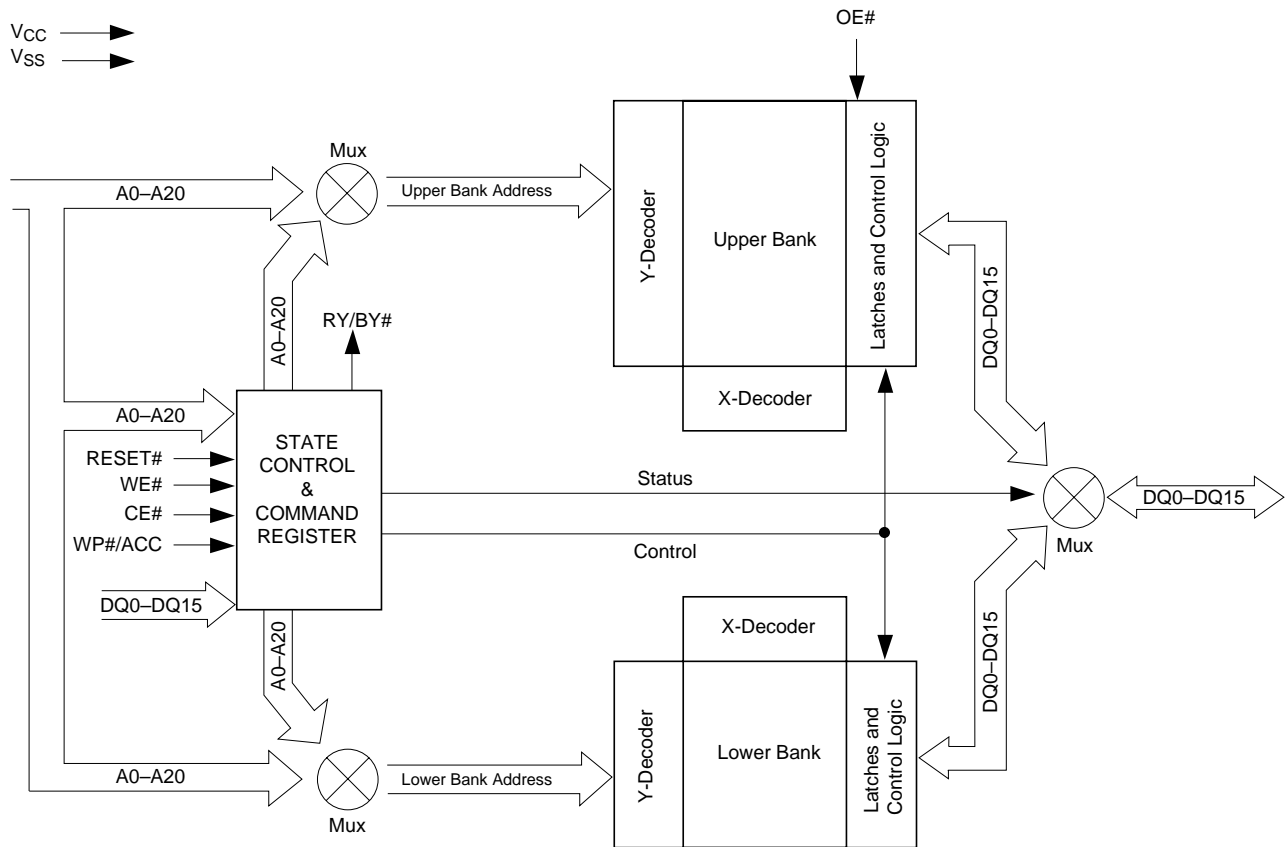 VCC
VSS
OE#
Mux
A0–A20
Upper Bank Address
Y-Decoder
Upper Bank
Latches and Control Logic
X-Decoder
DQ0–DQ15
A0–A20
RY/BY#
A0–A20
RESET#
WE#
CE#
WP#/ACC
DQ0–DQ15
STATE
CONTROL
&
COMMAND
REGISTER
Status
Control
DQ0–DQ15
Mux
A0–A20
X-Decoder
Y-Decoder
Lower Bank
Latches and
Control Logic
DQ0–DQ15
A0–A20
Lower Bank Address
Mux